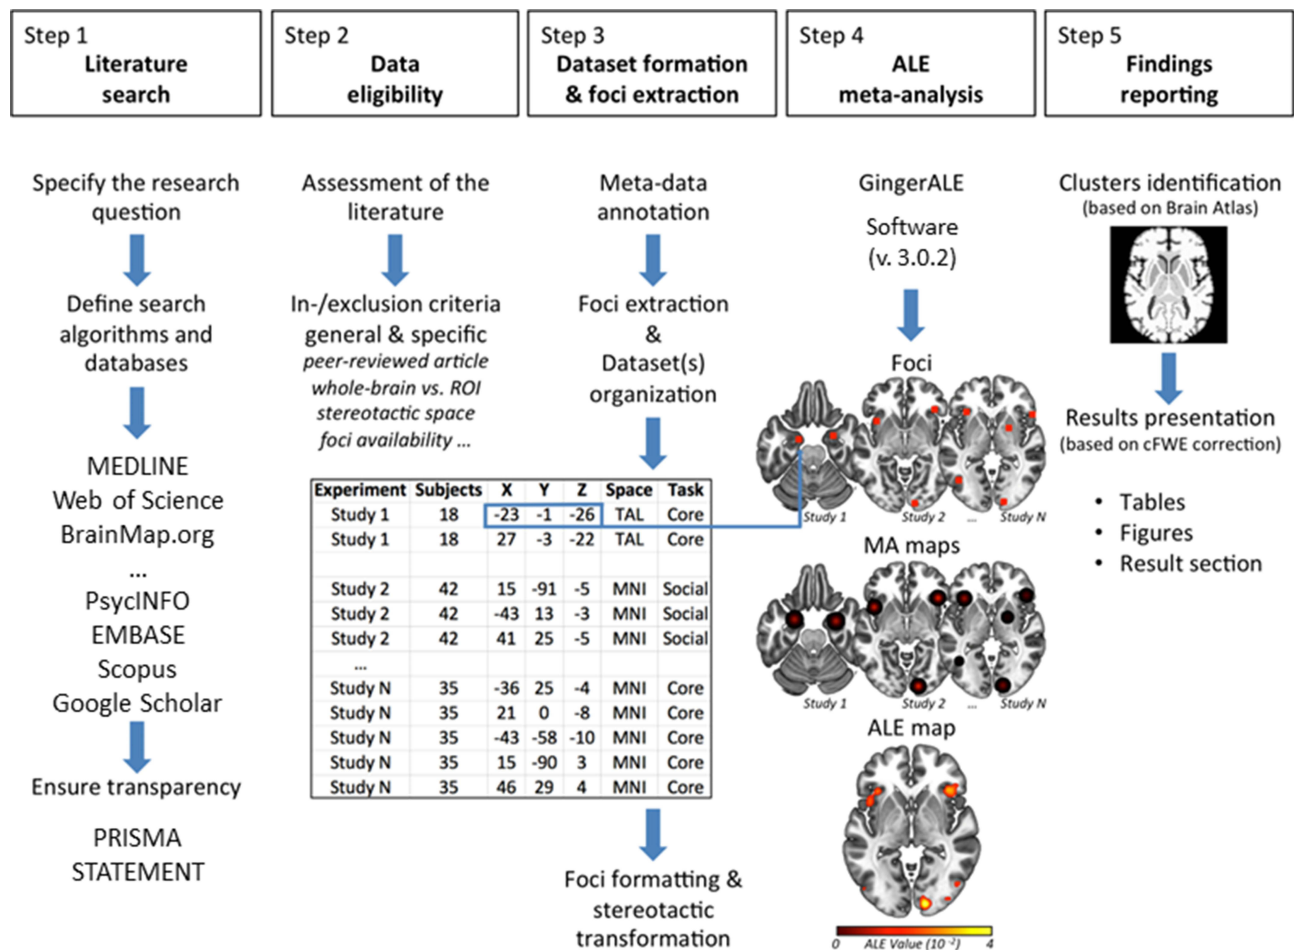 Step 1
Literature
search
Step 2
Data
eligibility
Step 3
Dataset formation
& foci extraction
Step 4
ALE
meta-analysis
Step 5
Findings
reporting
Specify the research
question
Define search
algorithms and
databases
MEDLINE
Web of Science
BrainMap.org
...
PsycINFO
EMBASE
Scopus
Google Scholar
Ensure transparency
PRISMA
STATEMENT
Assessment of the
literature
In-/exclusion criteria
general & specific
peer-reviewed article
whole-brain vs. ROI
stereotactic space
foci availability ...
Meta-data
annotation
Foci extraction
&
Dataset(s)
organization
Experiment Subjects X Y Z Space Task
Study 1 18 -23 -1 -26 TAL Core
Study 1 18 27 -3 -22 TAL Core
Study 2 42 15 -91 -5 MNI Social
Study 2 42 -43 13 -3 MNI Social
Study 2 42 41 25 -5 MNI Social
...
Study N 35 -36 25 -4 MNI Core
Study N 35 21 0 -8 MNI Core
Study N 35 -43 -58 -10 MNI Core
Study N 35 15 -90 3 MNI Core
Study N 35 46 29 4 MNI Core
Foci formatting &
stereotactic
transformation
GingerALE
Software
(v. 3.0.2)
Foci
Study 1 Study 2 ... Study N
MA maps
Study 1 Study 2 ... Study N
ALE map
0 ALE Value (10⁻²) 4
Clusters identification
(based on Brain Atlas)
Results presentation
(based on cFWE correction)
• Tables
• Figures
• Result section